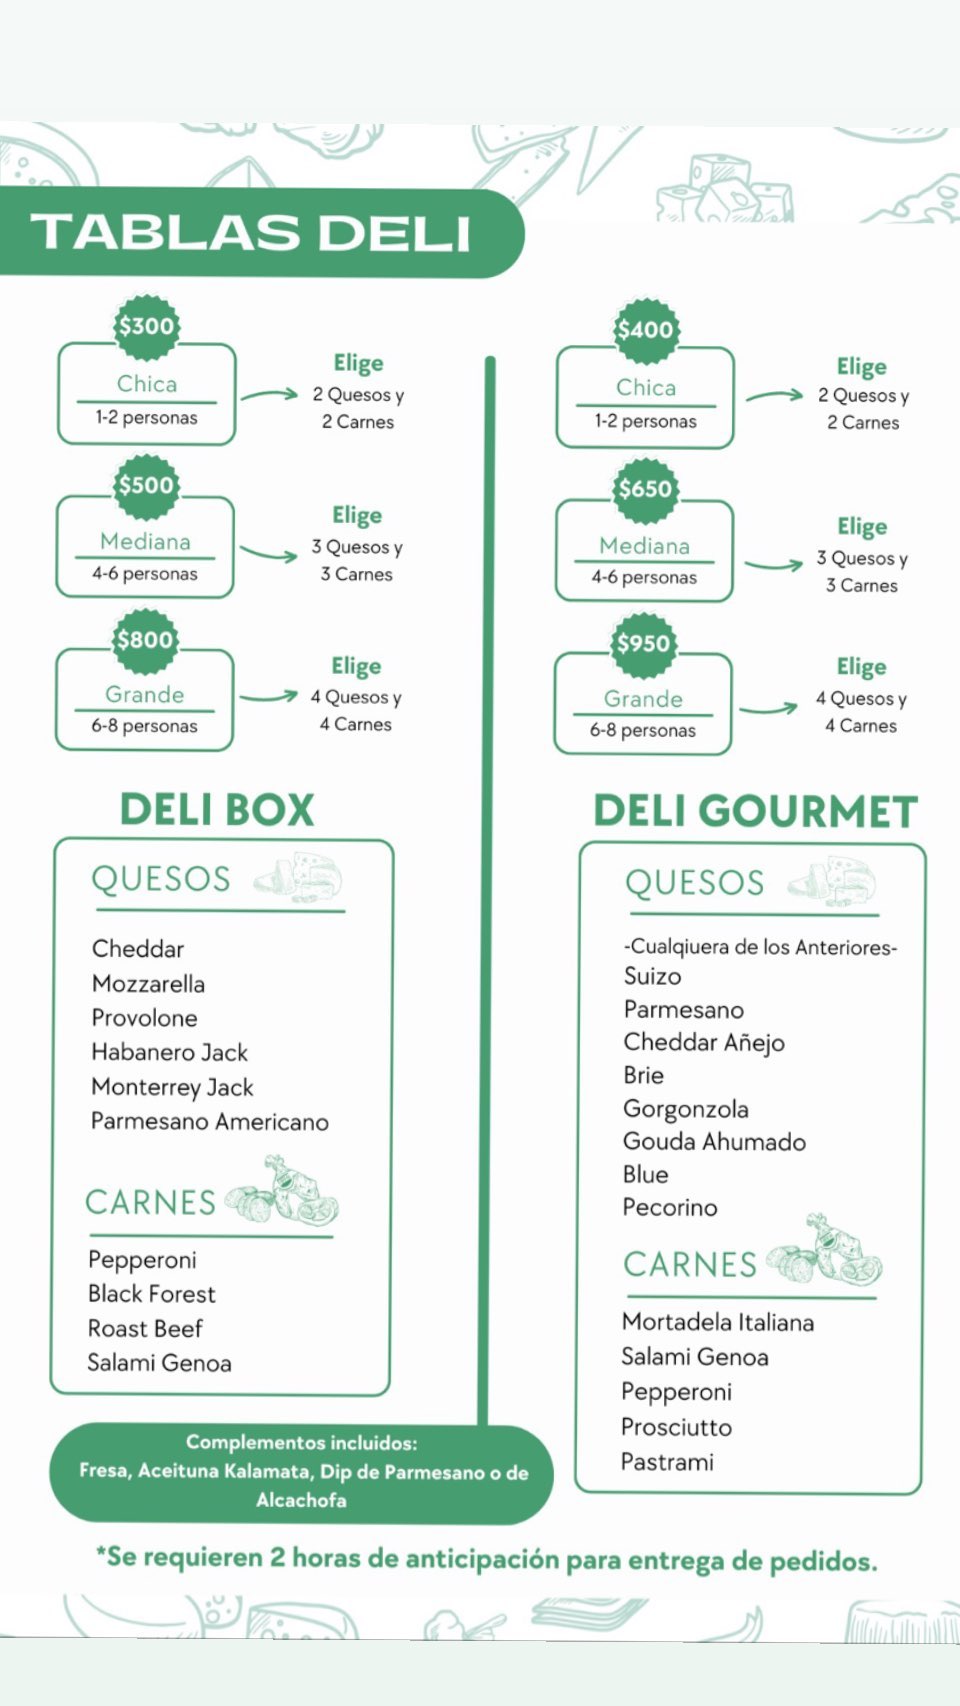 TABLAS DELI
$300
Chica
1-2 personas
Elige
2 Quesos y
2 Carnes
$500
Mediana
4-6 personas
Elige
3 Quesos y
3 Carnes
$800
Grande
6-8 personas
Elige
4 Quesos y
4 Carnes
DELI BOX
QUESOS
Cheddar
Mozzarella
Provolone
Habanero Jack
Monterrey Jack
Parmesano Americano
CARNES
Pepperoni
Black Forest
Roast Beef
Salami Genoa
$400
Chica
1-2 personas
Elige
2 Quesos y
2 Carnes
$650
Mediana
4-6 personas
Elige
3 Quesos y
3 Carnes
$950
Grande
6-8 personas
Elige
4 Quesos y
4 Carnes
DELI GOURMET
QUESOS
-Cualqiuera de los Anteriores-
Suizo
Parmesano
Cheddar Añejo
Brie
Gorgonzola
Gouda Ahumado
Blue
Pecorino
CARNES
Mortadela Italiana
Salami Genoa
Pepperoni
Prosciutto
Pastrami
Complementos incluidos:
Fresa, Aceituna Kalamata, Dip de Parmesano o de
Alcachofa
*Se requieren 2 horas de anticipación para entrega de pedidos.